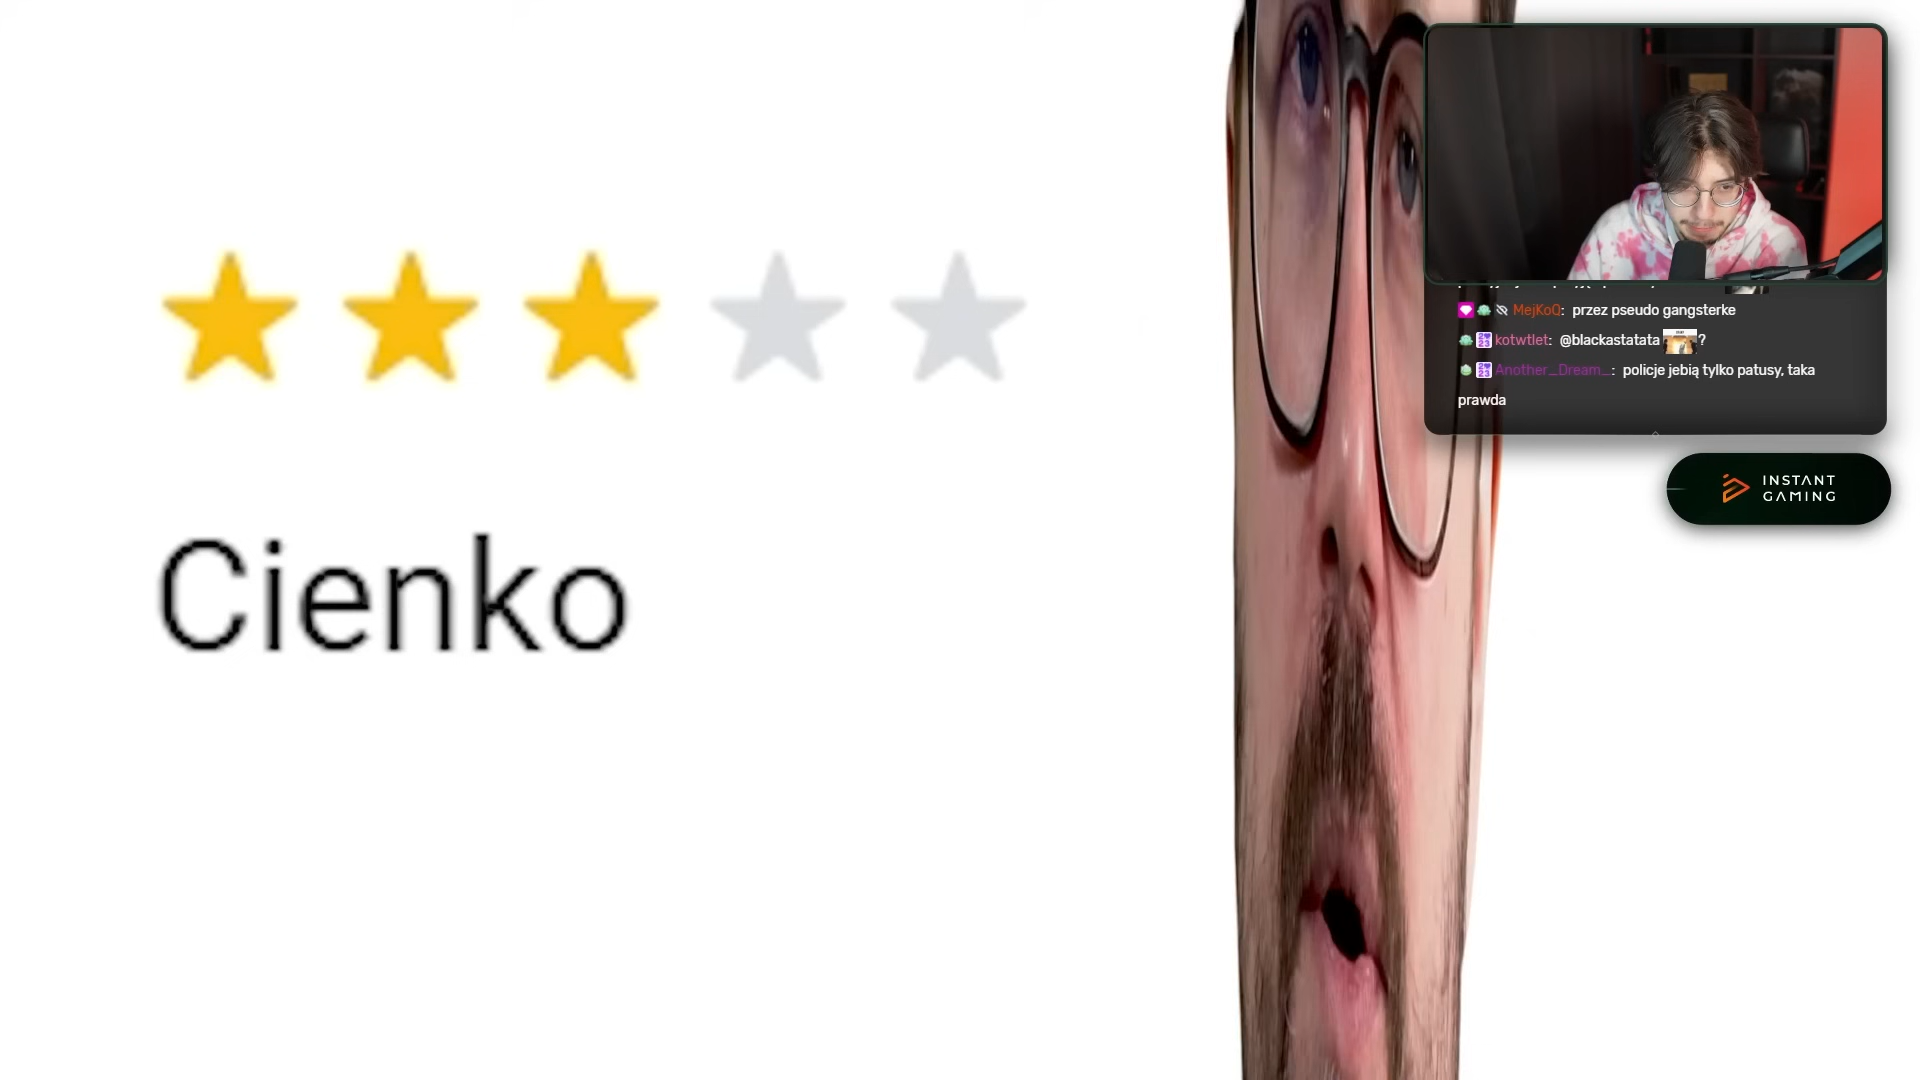 Cienko
MejKoQ: przez pseudo gangsterke
kotwtlet: @blackastatata ?
Another_Dream_: policje jebią tylko patusy, taka
prawda
INSTANT
GAMING